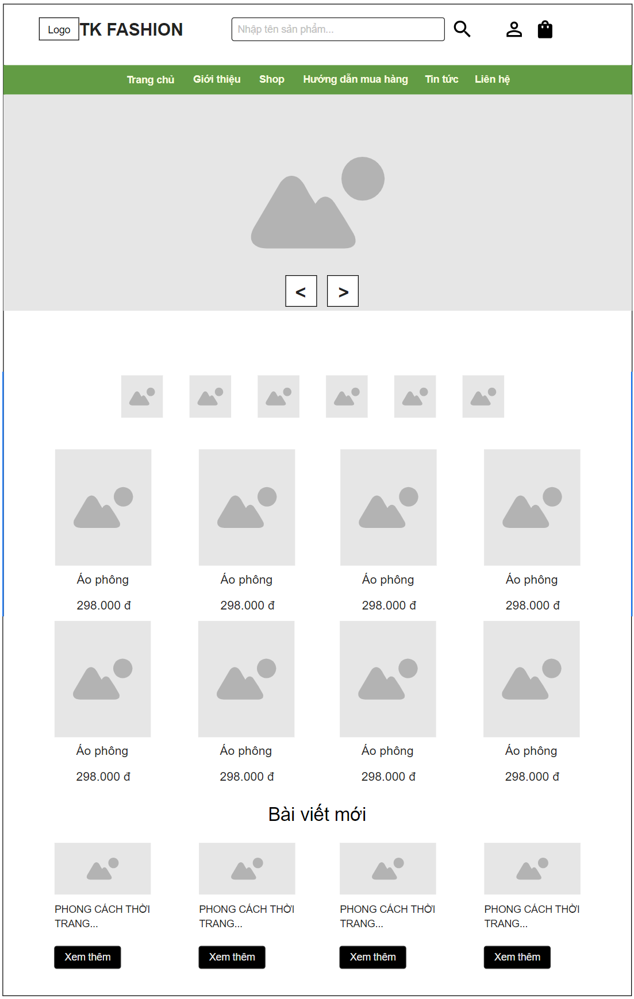 Logo
TK FASHION
Nhập tên sản phẩm...
Trang chủ
Giới thiệu
Shop
Hướng dẫn mua hàng
Tin tức
Liên hệ
<
>
Áo phông
Áo phông
Áo phông
Áo phông
298.000 đ
298.000 đ
298.000 đ
298.000 đ
Áo phông
Áo phông
Áo phông
Áo phông
298.000 đ
298.000 đ
298.000 đ
298.000 đ
Bài viết mới
PHONG CÁCH THỜI
TRANG...
PHONG CÁCH THỜI
TRANG...
PHONG CÁCH THỜI
TRANG...
PHONG CÁCH THỜI
TRANG...
Xem thêm
Xem thêm
Xem thêm
Xem thêm